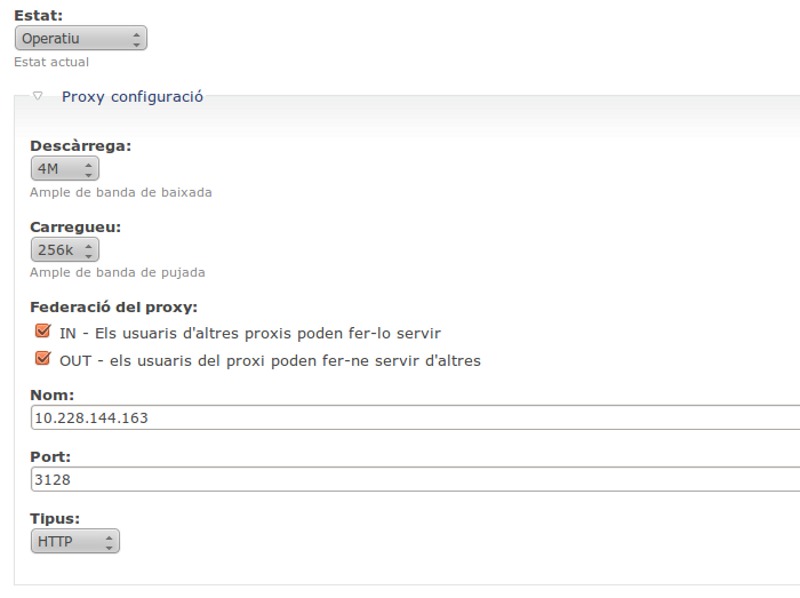 Estat:
Operatiu
Estat actual
Proxy configuració
Descàrrega:
4M
Ample de banda de baixada
Carregueu:
256k
Ample de banda de pujada
Federació del proxy:
IN - Els usuaris d'altres proxis poden fer-lo servir
OUT - els usuaris del proxi poden fer-ne servir d'altres
Nom:
10.228.144.163
Port:
3128
Tipus:
HTTP